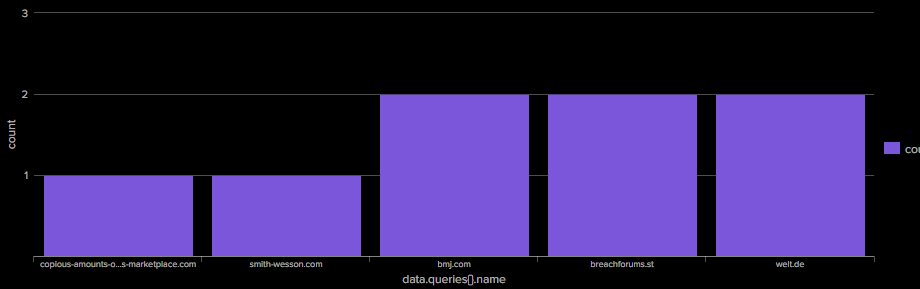 3
2
1
count
cou
copious-amounts-o...s-marketplace.com
smith-wesson.com
bmj.com
breachforums.st
welt.de
data.queries{}.name